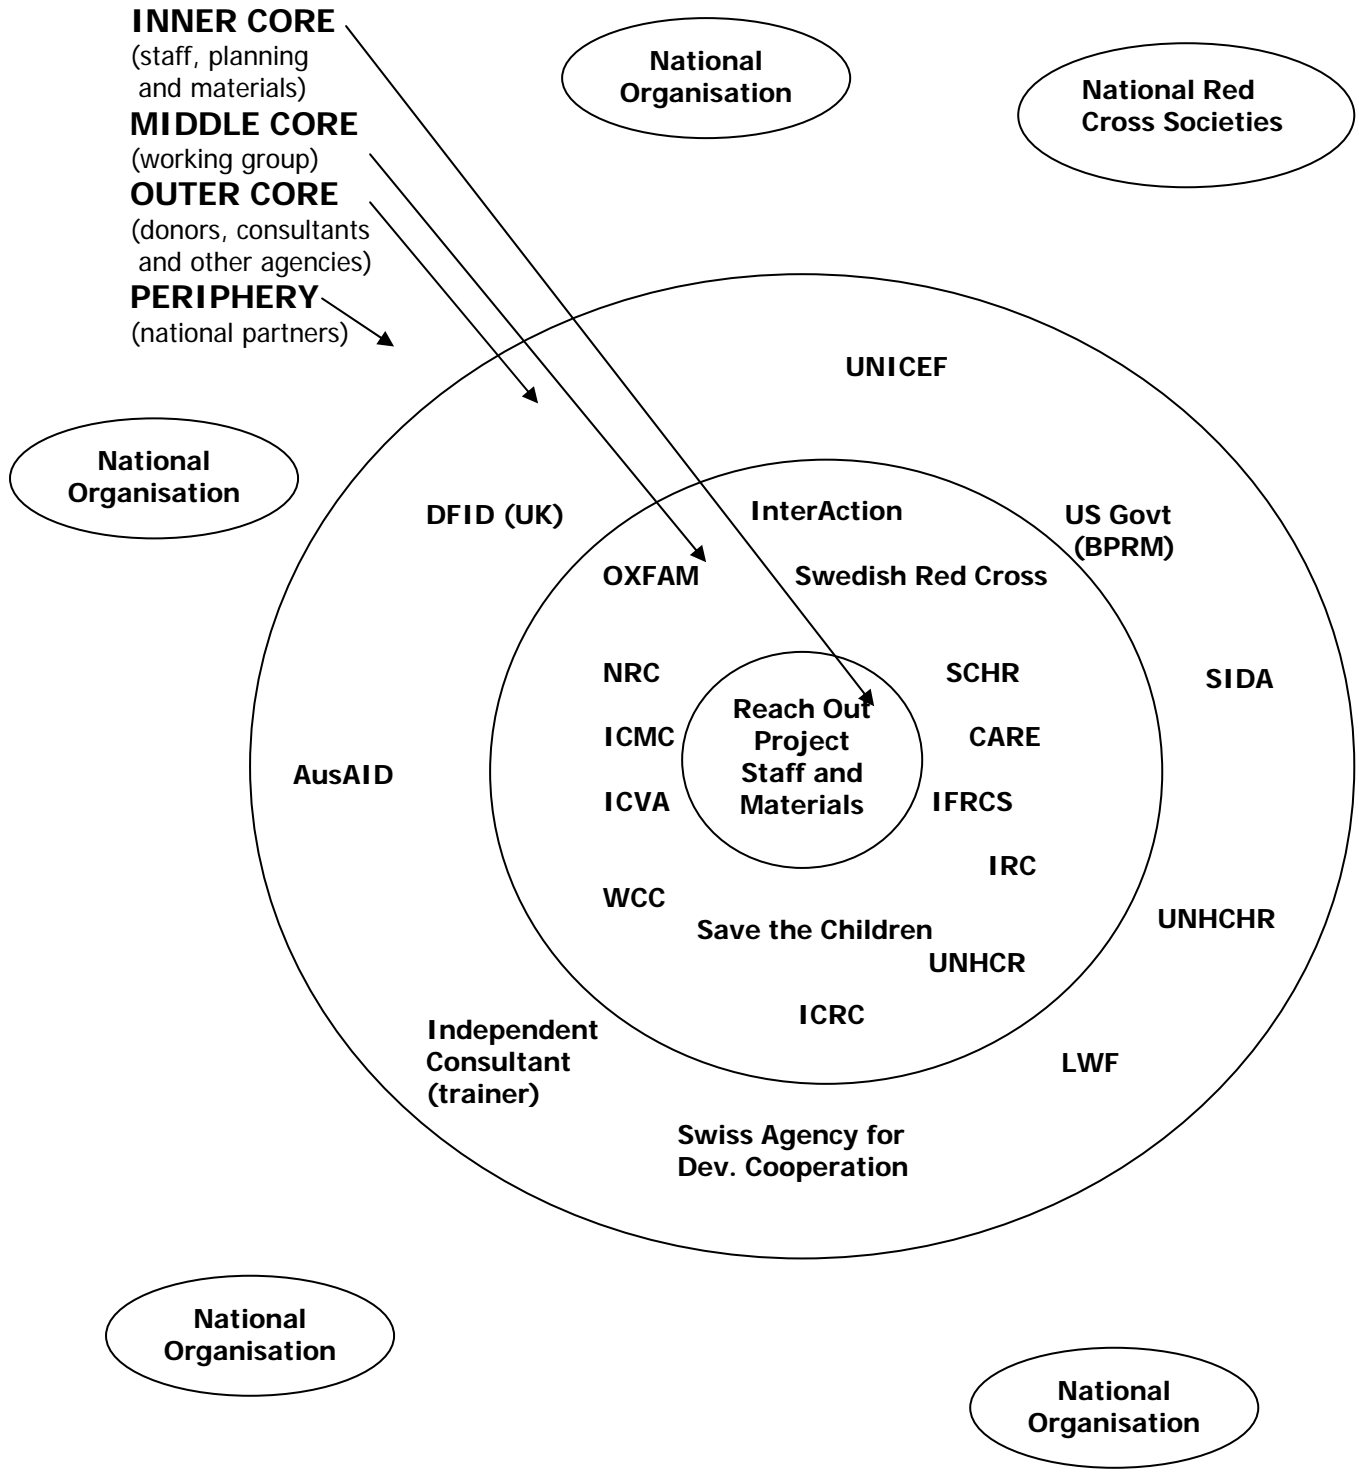 INNER CORE
(staff, planning
and materials)
MIDDLE CORE
(working group)
OUTER CORE
(donors, consultants
and other agencies)
PERIPHERY
(national partners)
National
Organisation
National Red
Cross Societies
National
Organisation
UNICEF
DFID (UK)
InterAction
US Govt
(BPRM)
OXFAM
Swedish Red Cross
NRC
SCHR
SIDA
Reach Out
Project
Staff and
Materials
ICMC
CARE
AusAID
ICVA
IFRCS
IRC
WCC
Save the Children
UNHCHR
UNHCR
ICRC
Independent
Consultant
(trainer)
LWF
Swiss Agency for
Dev. Cooperation
National
Organisation
National
Organisation